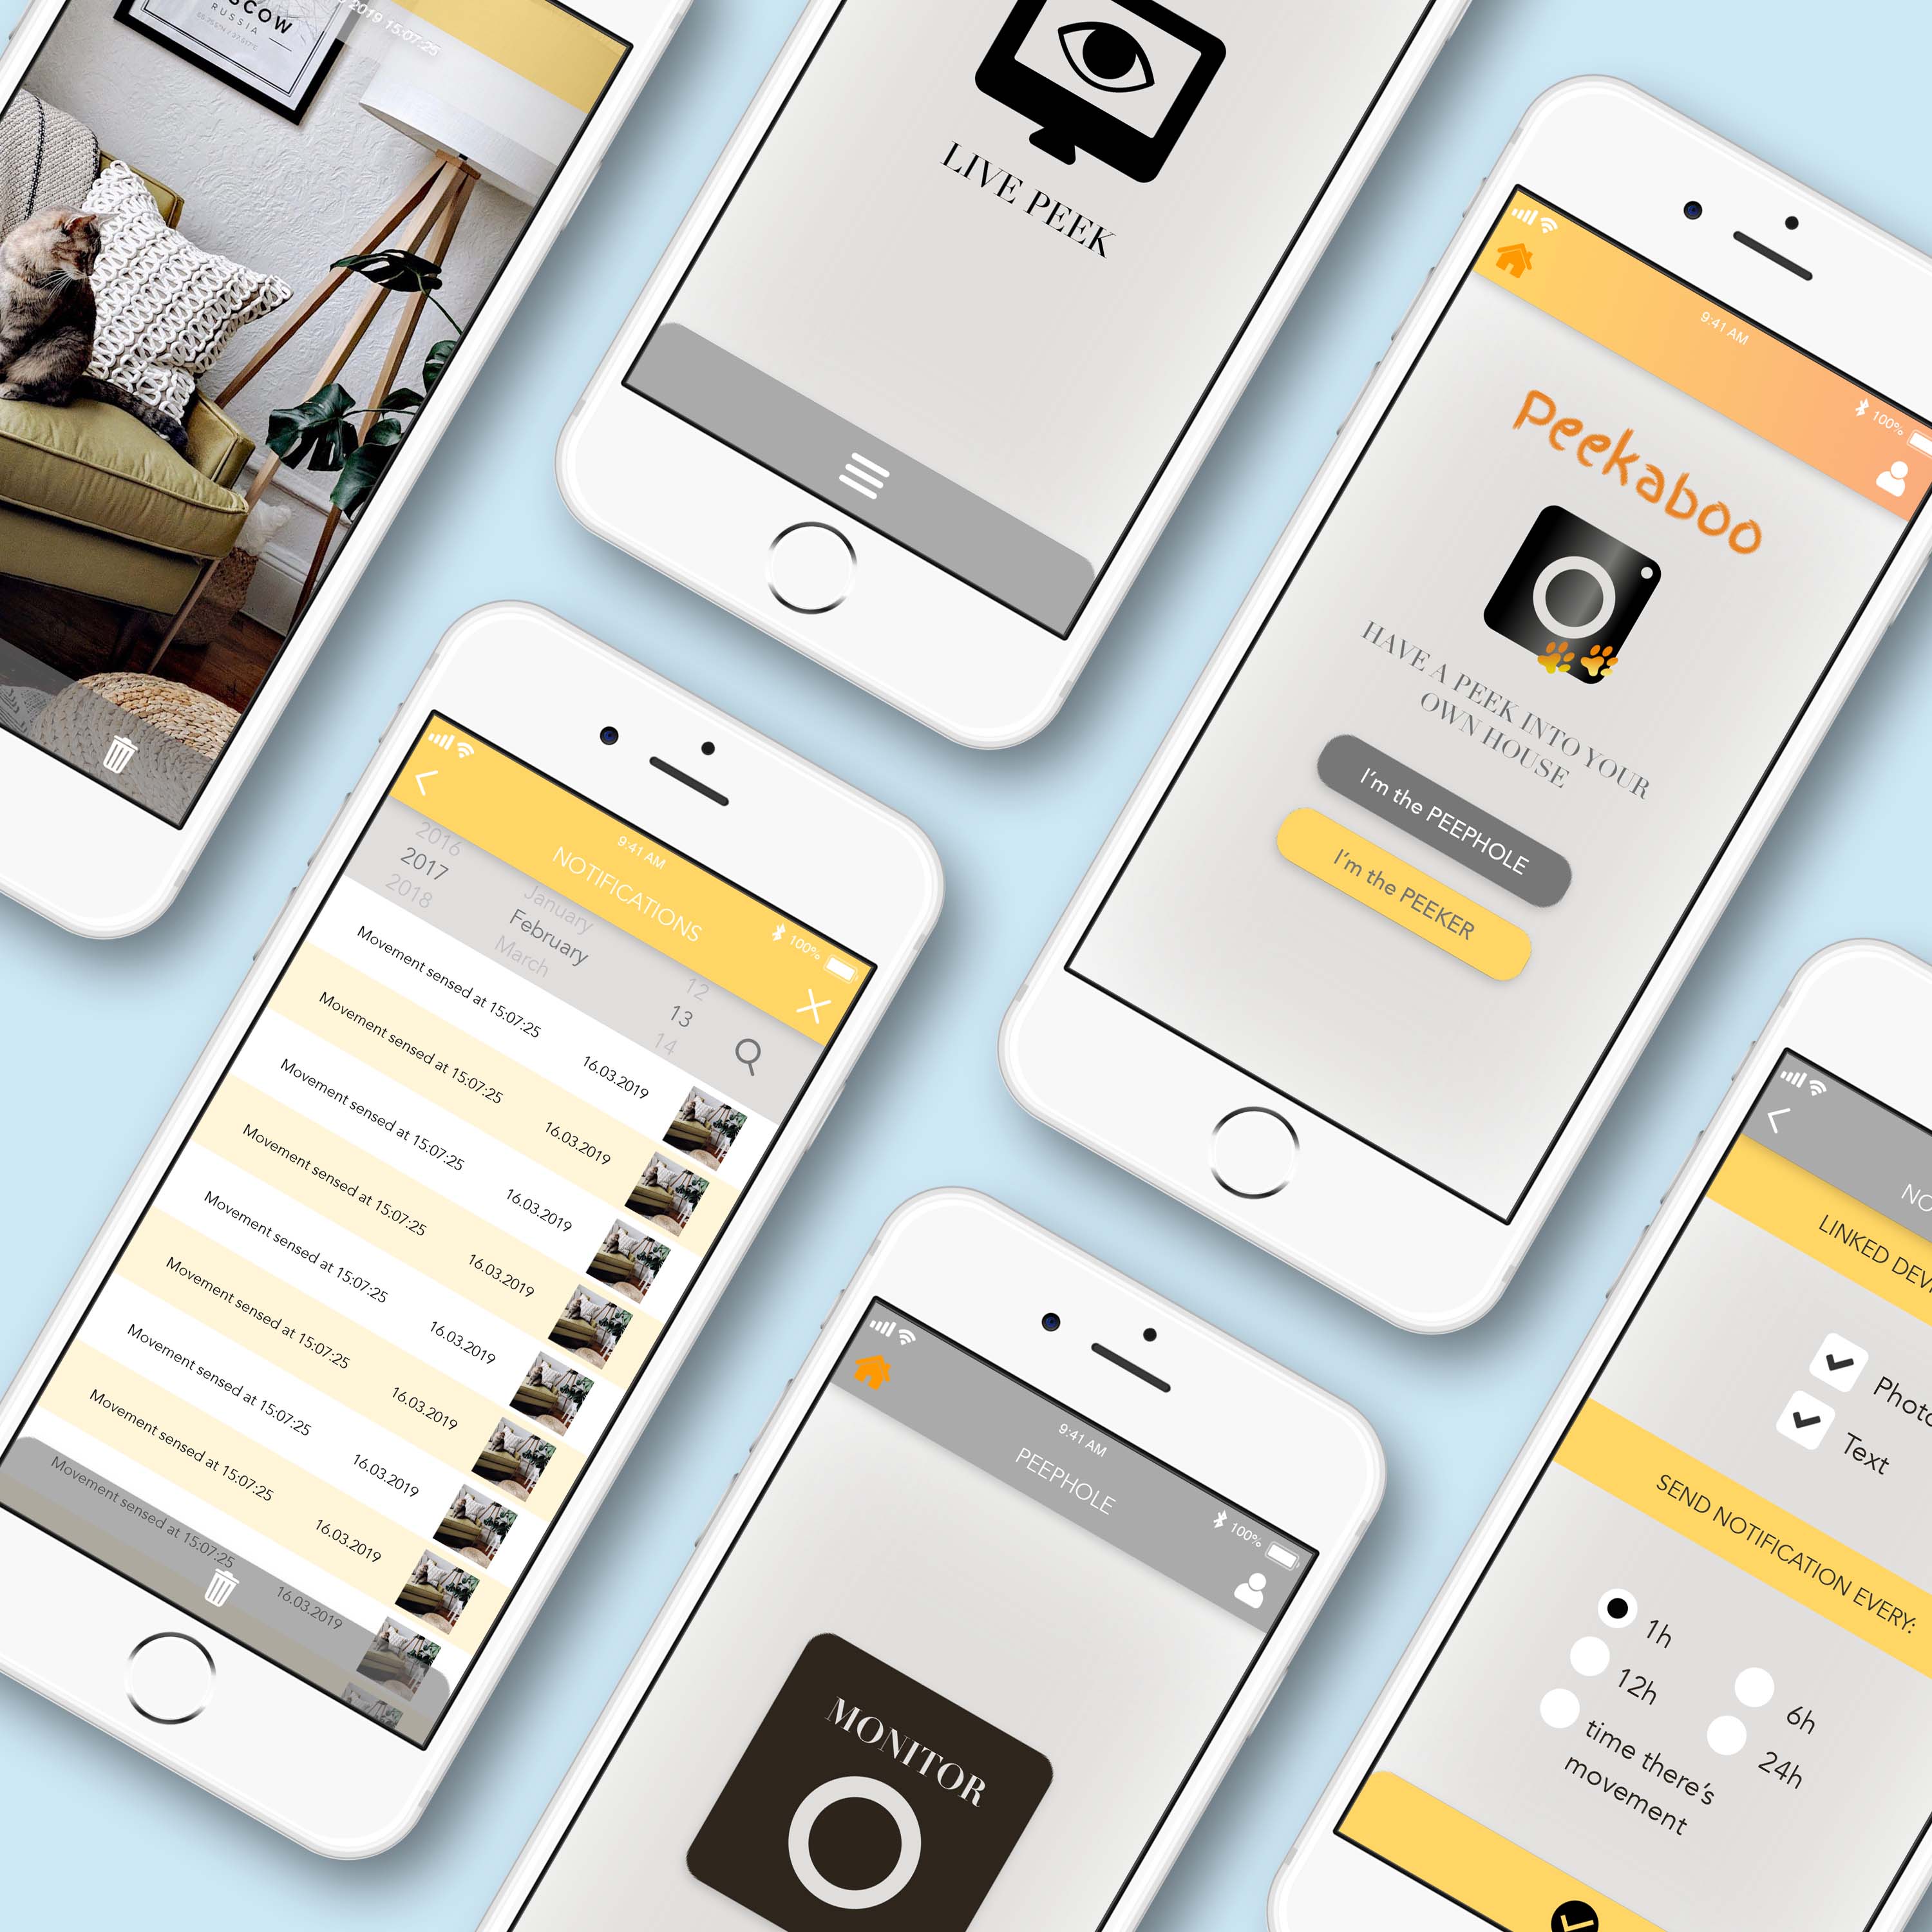 SCOW
RUSSIA
2019 15:07:25
LIVE PEEK
9:41 AM
100%
Peekaboo
HAVE A PEEK INTO YOUR
OWN HOUSE
I'm the PEEPHOLE
I'm the PEEKER
9:41 AM
100%
NOTIFICATIONS
2016
2017
2018
January
February
March
12
13
14
Movement sensed at 15:07:25 16.03.2019
Movement sensed at 15:07:25 16.03.2019
Movement sensed at 15:07:25 16.03.2019
Movement sensed at 15:07:25 16.03.2019
Movement sensed at 15:07:25 16.03.2019
Movement sensed at 15:07:25 16.03.2019
Movement sensed at 15:07:25 16.03.2019
Movement sensed at 15:07:25 16.03.2019
Movement sensed at 15:07:25 16.03.2019
9:41 AM
100%
PEEPHOLE
MONITOR
NO
LINKED DEVI
Photo
Text
SEND NOTIFICATION EVERY:
1h
6h
12h
24h
time there's
movement